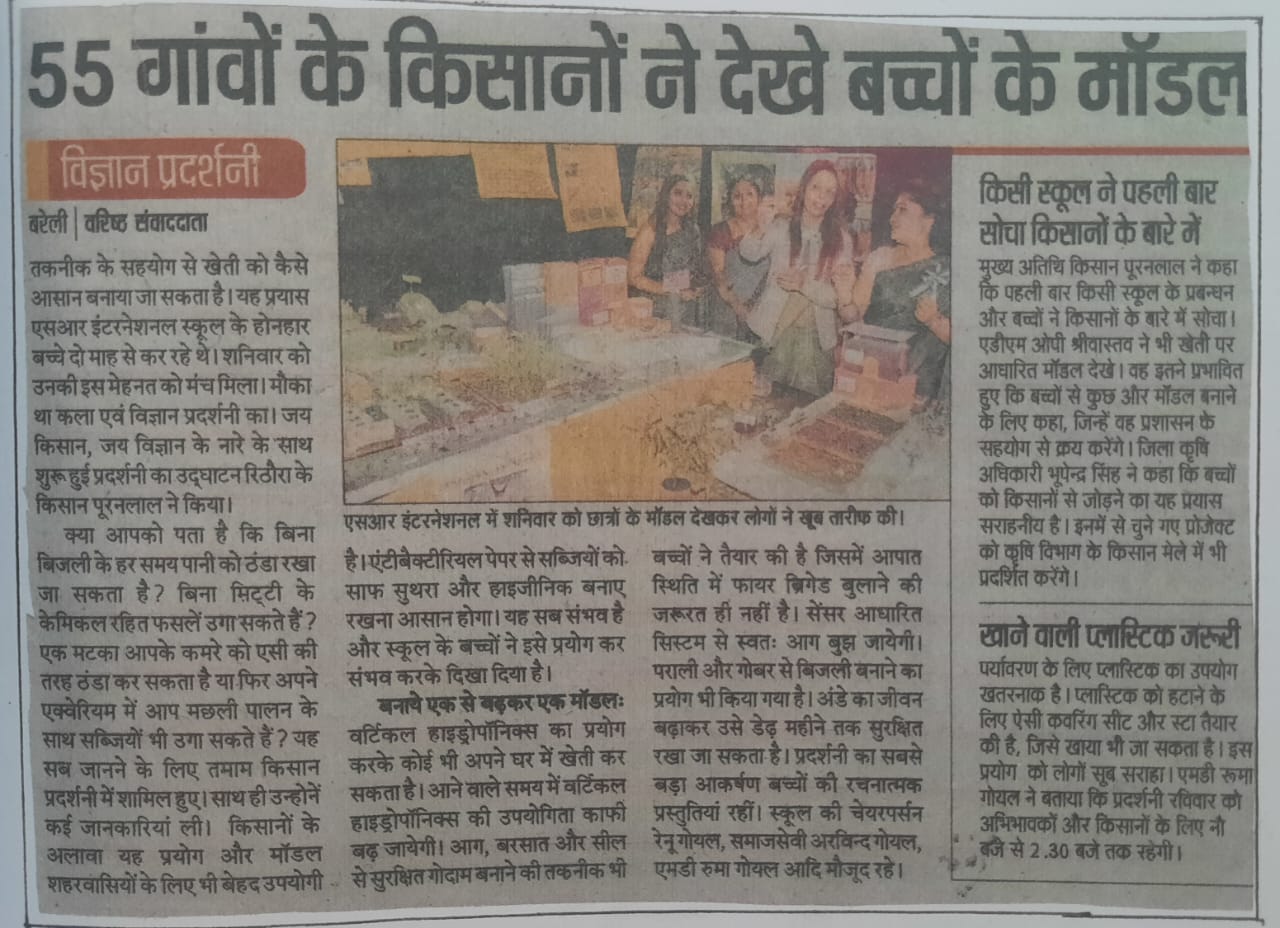 55 गांवों के किसानों ने देखे बच्चों के मॉडल
विज्ञान प्रदर्शनी
बरेली | वरिष्ठ संवाददाता
तकनीक के सहयोग से खेती को कैसे
आसान बनाया जा सकता है। यह प्रयास
एसआर इंटरनेशनल स्कूल के होनहार
बच्चे दो माह से कर रहे थे। शनिवार को
उनकी इस मेहनत को मंच मिला। मौका
था कला एवं विज्ञान प्रदर्शनी का। जय
किसान, जय विज्ञान के नारे के साथ
शुरू हुई प्रदर्शनी का उद्घाटन रिठौरा के
किसान पूरनलाल ने किया।
क्या आपको पता है कि बिना
बिजली के हर समय पानी को ठंडा रखा
जा सकता है? बिना मिट्टी के
केमिकल रहित फसलें उगा सकते हैं?
एक मटका आपके कमरे को एसी की
तरह ठंडा कर सकता है या फिर अपने
एक्वेरियम में आप मछली पालन के
साथ सब्जियों भी उगा सकते हैं? यह
सब जानने के लिए तमाम किसान
प्रदर्शनी में शामिल हुए। साथ ही उन्होनें
कई जानकारियां ली। किसानों के
अलावा यह प्रयोग और मॉडल
शहरवासियों के लिए भी बेहद उपयोगी
एसआर इंटरनेशनल में शनिवार को छात्रों के मॉडल देखकर लोगों ने खूब तारीफ की।
है। एंटीबैक्टीरियल पेपर से सब्जियों को
साफ सुथरा और हाइजीनिक बनाए
रखना आसान होगा। यह सब संभव है
और स्कूल के बच्चों ने इसे प्रयोग कर
संभव करके दिखा दिया है।
बनाये एक से बढ़कर एक मॉडल:
वर्टिकल हाइड्रोपॉनिक्स का प्रयोग
करके कोई भी अपने घर में खेती कर
सकता है। आने वाले समय में वर्टिकल
हाइड्रोपॉनिक्स की उपयोगिता काफी
बढ़ जायेगी। आग, बरसात और सील
से सुरक्षित गोदाम बनाने की तकनीक भी
बच्चों ने तैयार की है जिसमें आपात
स्थिति में फायर ब्रिगेड बुलाने की
जरूरत ही नहीं है। सेंसर आधारित
सिस्टम से स्वतः आग बुझ जायेगी।
पराली और गोबर से बिजली बनाने का
प्रयोग भी किया गया है। अंडे का जीवन
बढ़ाकर उसे डेढ़ महीने तक सुरक्षित
रखा जा सकता है। प्रदर्शनी का सबसे
बड़ा आकर्षण बच्चों की रचनात्मक
प्रस्तुतियां रहीं। स्कूल की चेयरपर्सन
रेनू गोयल, समाजसेवी अरविन्द गोयल,
एमडी रुमा गोयल आदि मौजूद रहे।
किसी स्कूल ने पहली बार
सोचा किसानों के बारे में
मुख्य अतिथि किसान पूरनलाल ने कहा
कि पहली बार किसी स्कूल के प्रबन्धन
और बच्चों ने किसानों के बारे में सोचा।
एडीएम ओपी श्रीवास्तव ने भी खेती पर
आधारित मॉडल देखे। वह इतने प्रभावित
हुए कि बच्चों से कुछ और मॉडल बनाने
के लिए कहा, जिन्हें वह प्रशासन के
सहयोग से क्रय करेंगे। जिला कृषि
अधिकारी भूपेन्द्र सिंह ने कहा कि बच्चों
को किसानों से जोड़ने का यह प्रयास
सराहनीय है। इनमें से चुने गए प्रोजेक्ट
को कृषि विभाग के किसान मेले में भी
प्रदर्शित करेंगे।
खाने वाली प्लास्टिक जरूरी
पर्यावरण के लिए प्लास्टिक का उपयोग
खतरनाक है। प्लास्टिक को हटाने के
लिए ऐसी कवरिंग सीट और स्टा तैयार
की है, जिसे खाया भी जा सकता है। इस
प्रयोग को लोगों सूब सराहा। एमडी रूमा
गोयल ने बताया कि प्रदर्शनी रविवार को
अभिभावकों और किसानों के लिए नौ
बजे से 2.30 बजे तक रहेगी।